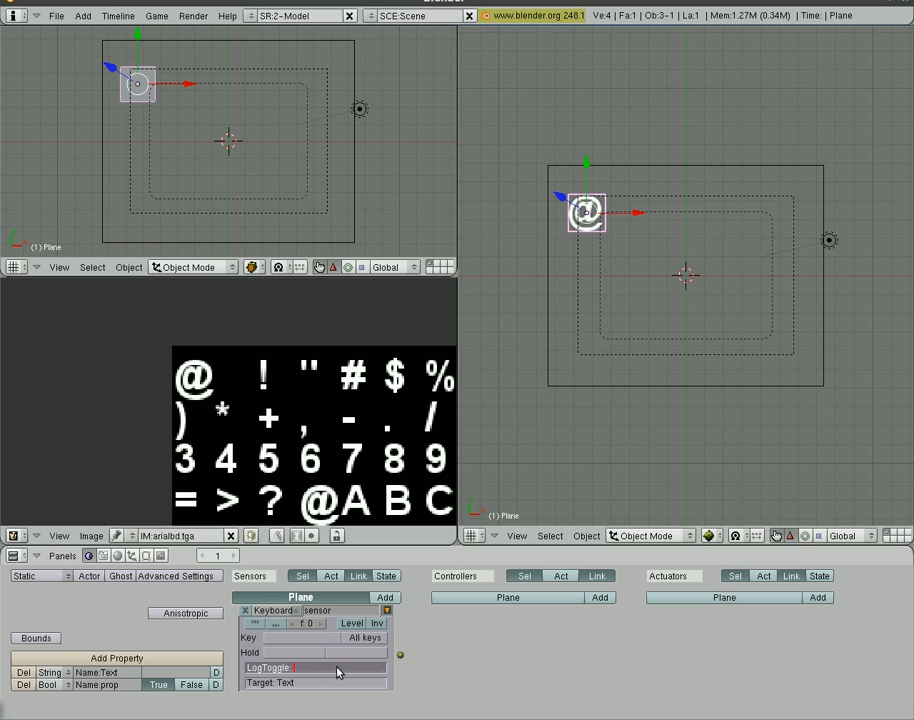 Blender
File Add Timeline Game Render Help SR:2-Model SCE:Scene www.blender.org 248.1 Ve:4 | Fa:1 | Ob:3-1 | La:1 | Mem:1.27M (0.34M) | Time: | Plane
(1) Plane
View Select Object Object Mode Global
@ ! " # $ %
) * + , - . /
3 4 5 6 7 8 9
= > ? @ A B C
(1) Plane
View Image IM:arialbd.tga
View Select Object Object Mode Global
Panels 1
Static Actor Ghost Advanced Settings Sensors Sel Act Link State Controllers Sel Act Link Actuators Sel Act Link State
Plane Add Plane Add Plane Add
Anisotropic X Keyboard sensor
''' ... f: 0 Level Inv
Bounds Key All keys
Hold
Add Property
LogToggle:
Del String Name:Text D
Target: Text
Del Bool Name:prop True False D